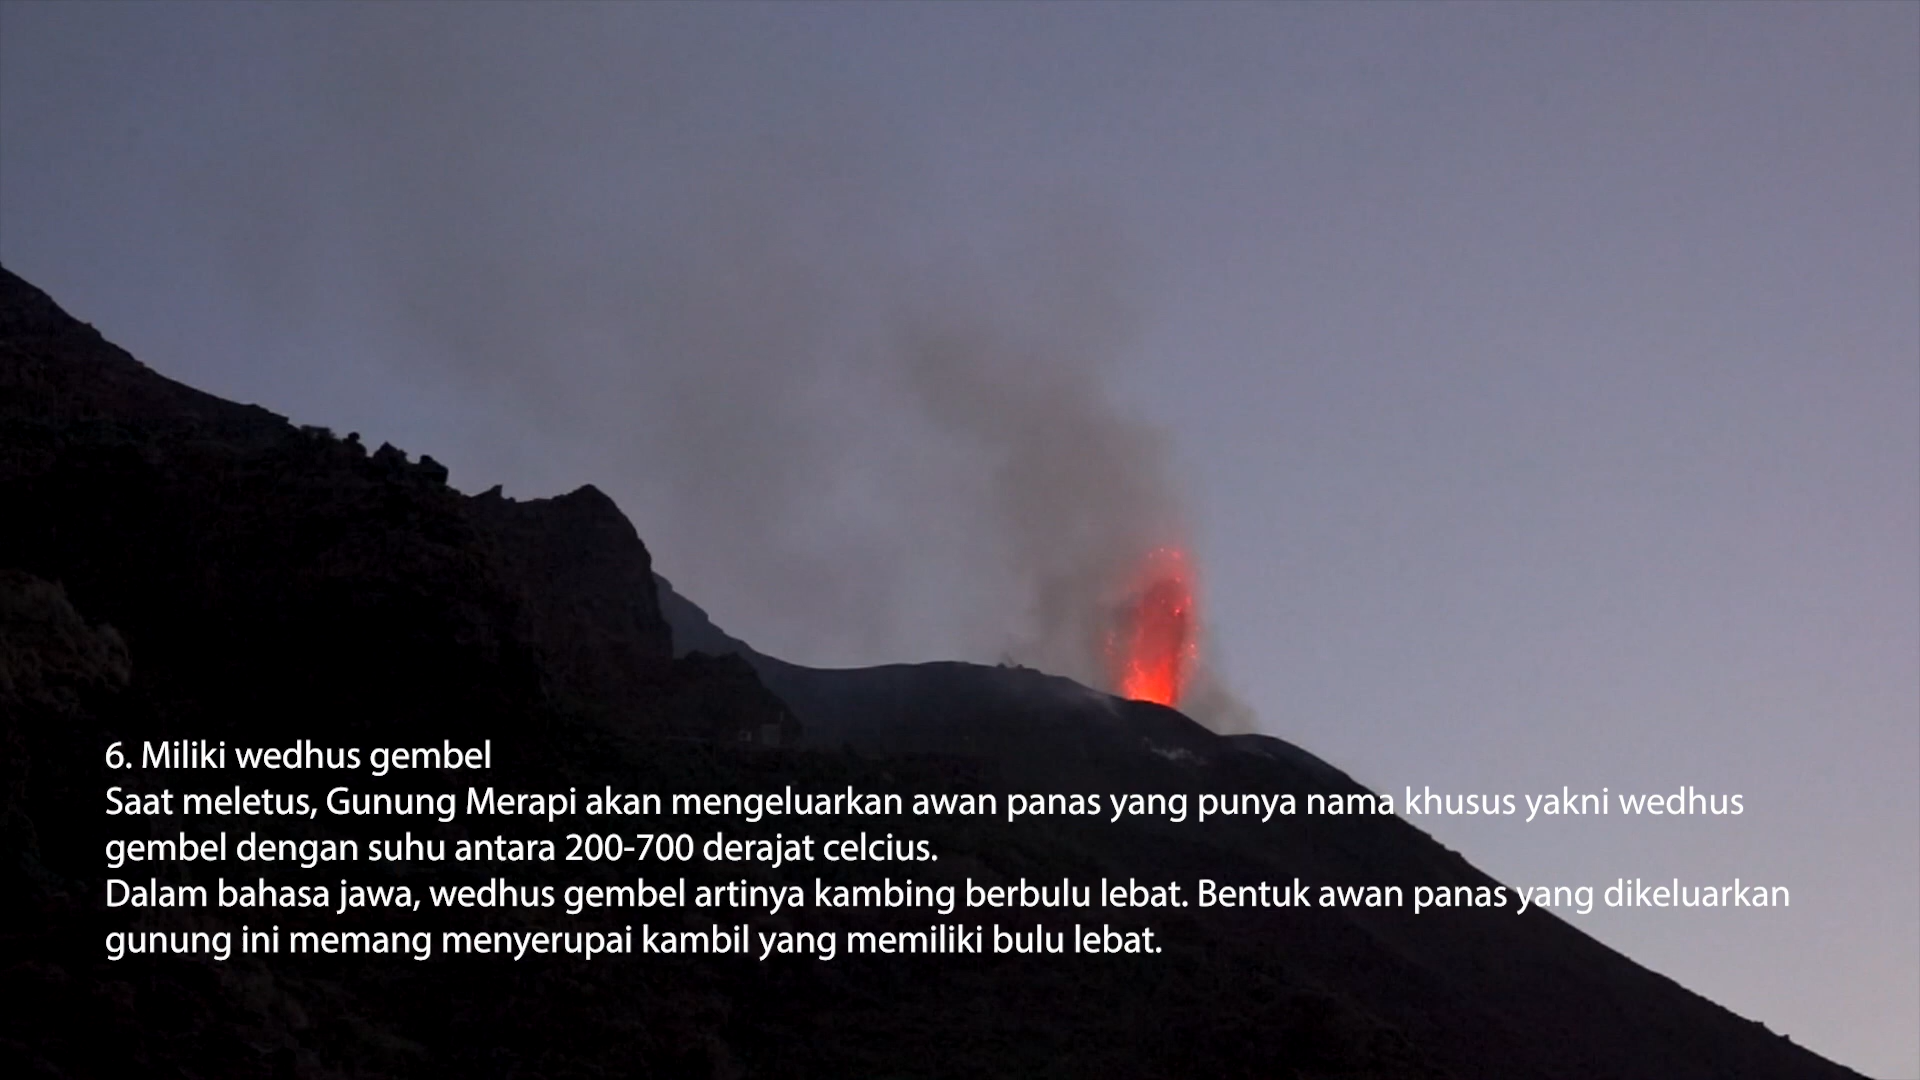 6. Miliki wedhus gembel
Saat meletus, Gunung Merapi akan mengeluarkan awan panas yang punya nama khusus yakni wedhus
gembel dengan suhu antara 200-700 derajat celcius.
Dalam bahasa jawa, wedhus gembel artinya kambing berbulu lebat. Bentuk awan panas yang dikeluarkan
gunung ini memang menyerupai kambil yang memiliki bulu lebat.